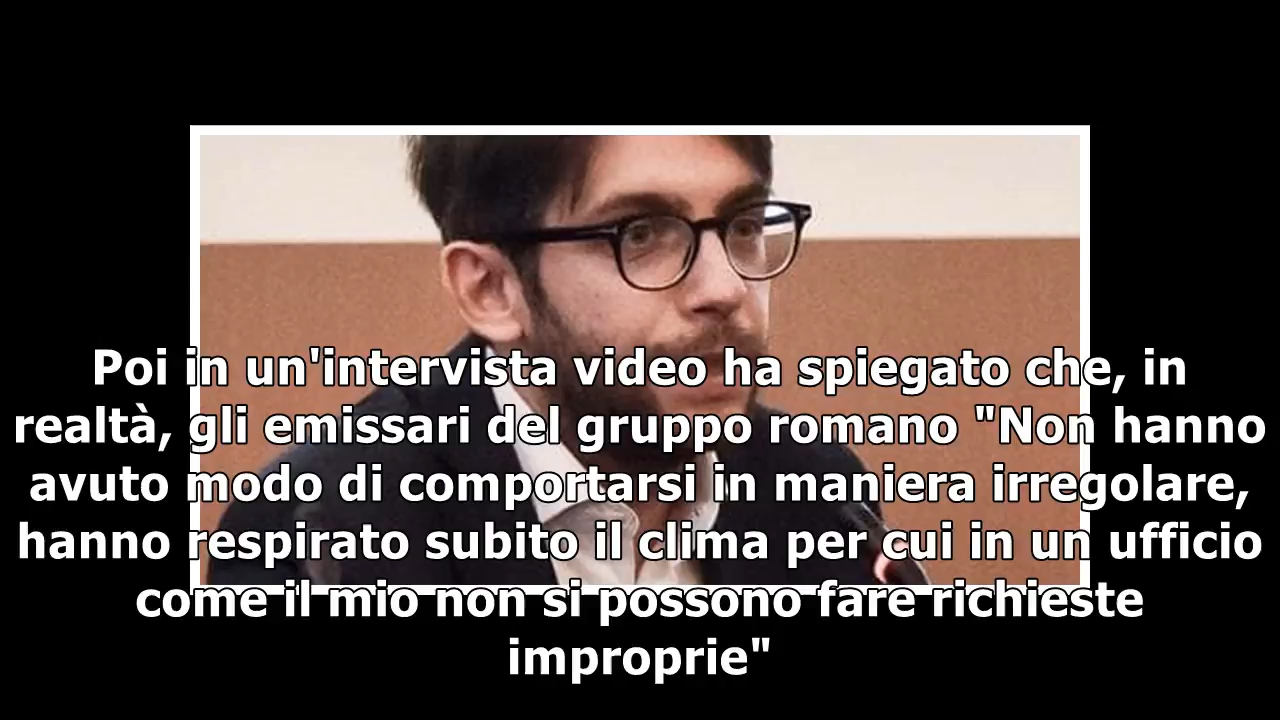 Poi in un'intervista video ha spiegato che, in
realtà, gli emissari del gruppo romano "Non hanno
avuto modo di comportarsi in maniera irregolare,
hanno respirato subito il clima per cui in un ufficio
come il mio non si possono fare richieste
improprie"